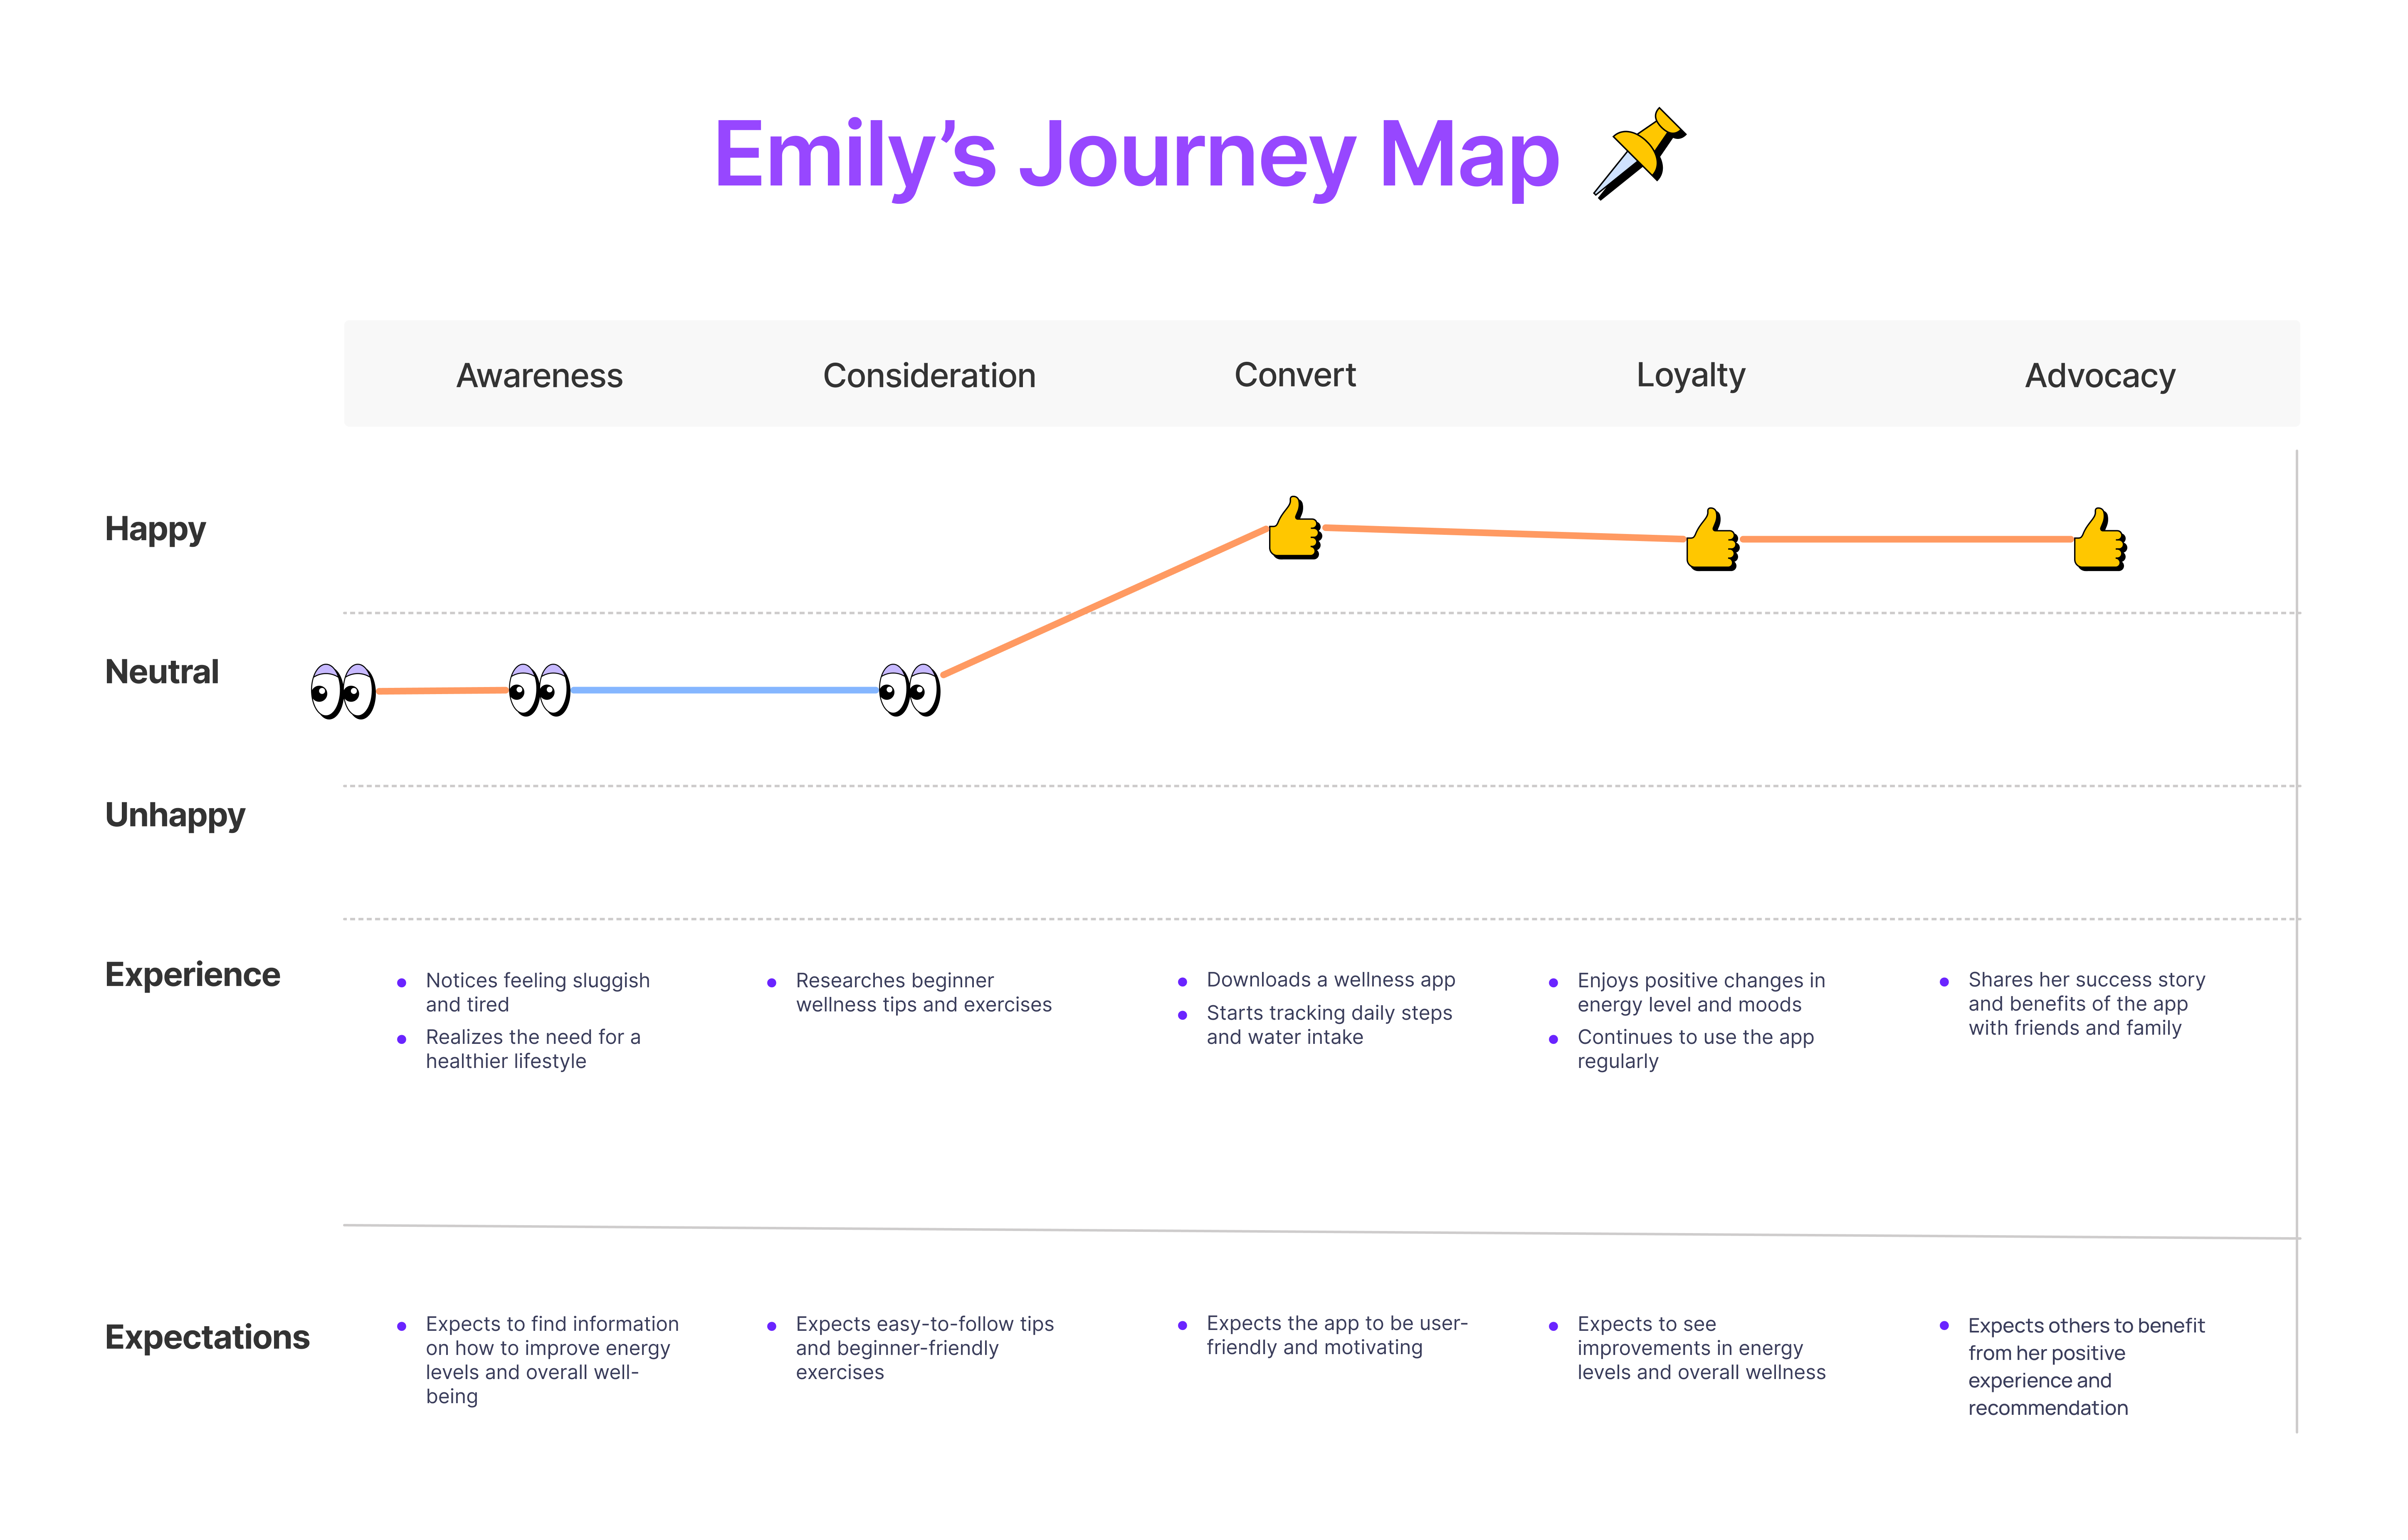 Emily’s Journey Map
Awareness
Consideration
Convert
Loyalty
Advocacy
Happy
Neutral
Unhappy
Experience
Notices feeling sluggish
and tired
Realizes the need for a
healthier lifestyle
Researches beginner
wellness tips and exercises
Downloads a wellness app
Starts tracking daily steps
and water intake
Enjoys positive changes in
energy level and moods
Continues to use the app
regularly
Shares her success story
and benefits of the app
with friends and family
Expectations
Expects to find information
on how to improve energy
levels and overall well-
being
Expects easy-to-follow tips
and beginner-friendly
exercises
Expects the app to be user-
friendly and motivating
Expects to see
improvements in energy
levels and overall wellness
Expects others to benefit
from her positive
experience and
recommendation